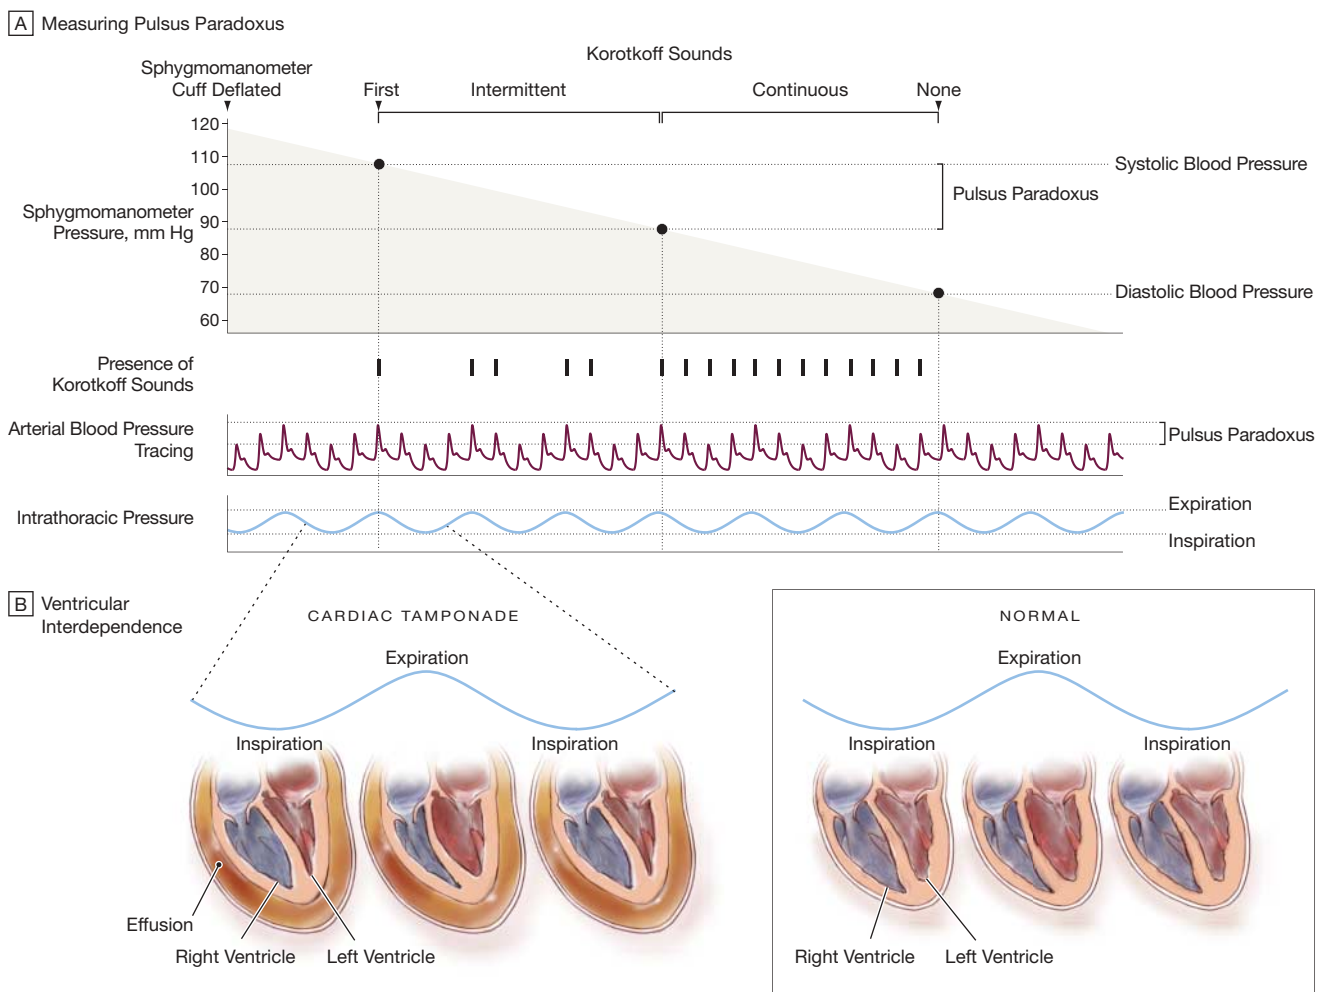 A Measuring Pulsus Paradoxus
Korotkoff Sounds
Sphygmomanometer
Cuff Deflated
First
Intermittent
Continuous
None
120
110
100
90
80
70
60
Sphygmomanometer
Pressure, mm Hg
Systolic Blood Pressure
Pulsus Paradoxus
Diastolic Blood Pressure
Presence of
Korotkoff Sounds
Arterial Blood Pressure
Tracing
Pulsus Paradoxus
Intrathoracic Pressure
Expiration
Inspiration
B Ventricular
Interdependence
CARDIAC TAMPONADE
Expiration
Inspiration
Inspiration
Effusion
Right Ventricle
Left Ventricle
NORMAL
Expiration
Inspiration
Inspiration
Right Ventricle
Left Ventricle